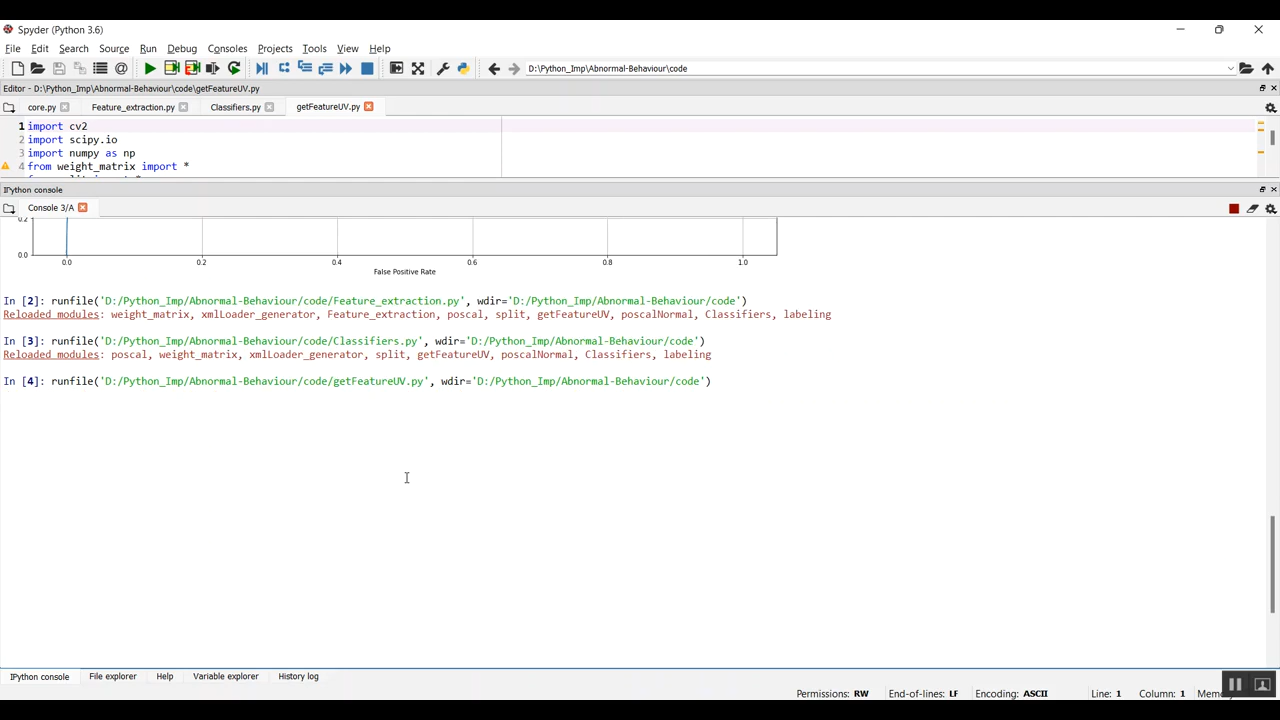 Spyder (Python 3.6)
File Edit Search Source Run Debug Consoles Projects Tools View Help
D:\Python_Imp\Abnormal-Behaviour\code
Editor - D:\Python_Imp\Abnormal-Behaviour\code\getFeatureUV.py
core.py Feature_extraction.py Classifiers.py getFeatureUV.py
1 import cv2
2 import scipy.io
3 import numpy as np
4 from weight_matrix import *
IPython console
Console 3/A
0.2
0.0
0.0 0.2 0.4 0.6 0.8 1.0
False Positive Rate
In [2]: runfile('D:/Python_Imp/Abnormal-Behaviour/code/Feature_extraction.py', wdir='D:/Python_Imp/Abnormal-Behaviour/code')
Reloaded modules: weight_matrix, xmlLoader_generator, Feature_extraction, poscal, split, getFeatureUV, poscalNormal, Classifiers, labeling
In [3]: runfile('D:/Python_Imp/Abnormal-Behaviour/code/Classifiers.py', wdir='D:/Python_Imp/Abnormal-Behaviour/code')
Reloaded modules: poscal, weight_matrix, xmlLoader_generator, split, getFeatureUV, poscalNormal, Classifiers, labeling
In [4]: runfile('D:/Python_Imp/Abnormal-Behaviour/code/getFeatureUV.py', wdir='D:/Python_Imp/Abnormal-Behaviour/code')
IPython console File explorer Help Variable explorer History log
Permissions: RW End-of-lines: LF Encoding: ASCII Line: 1 Column: 1